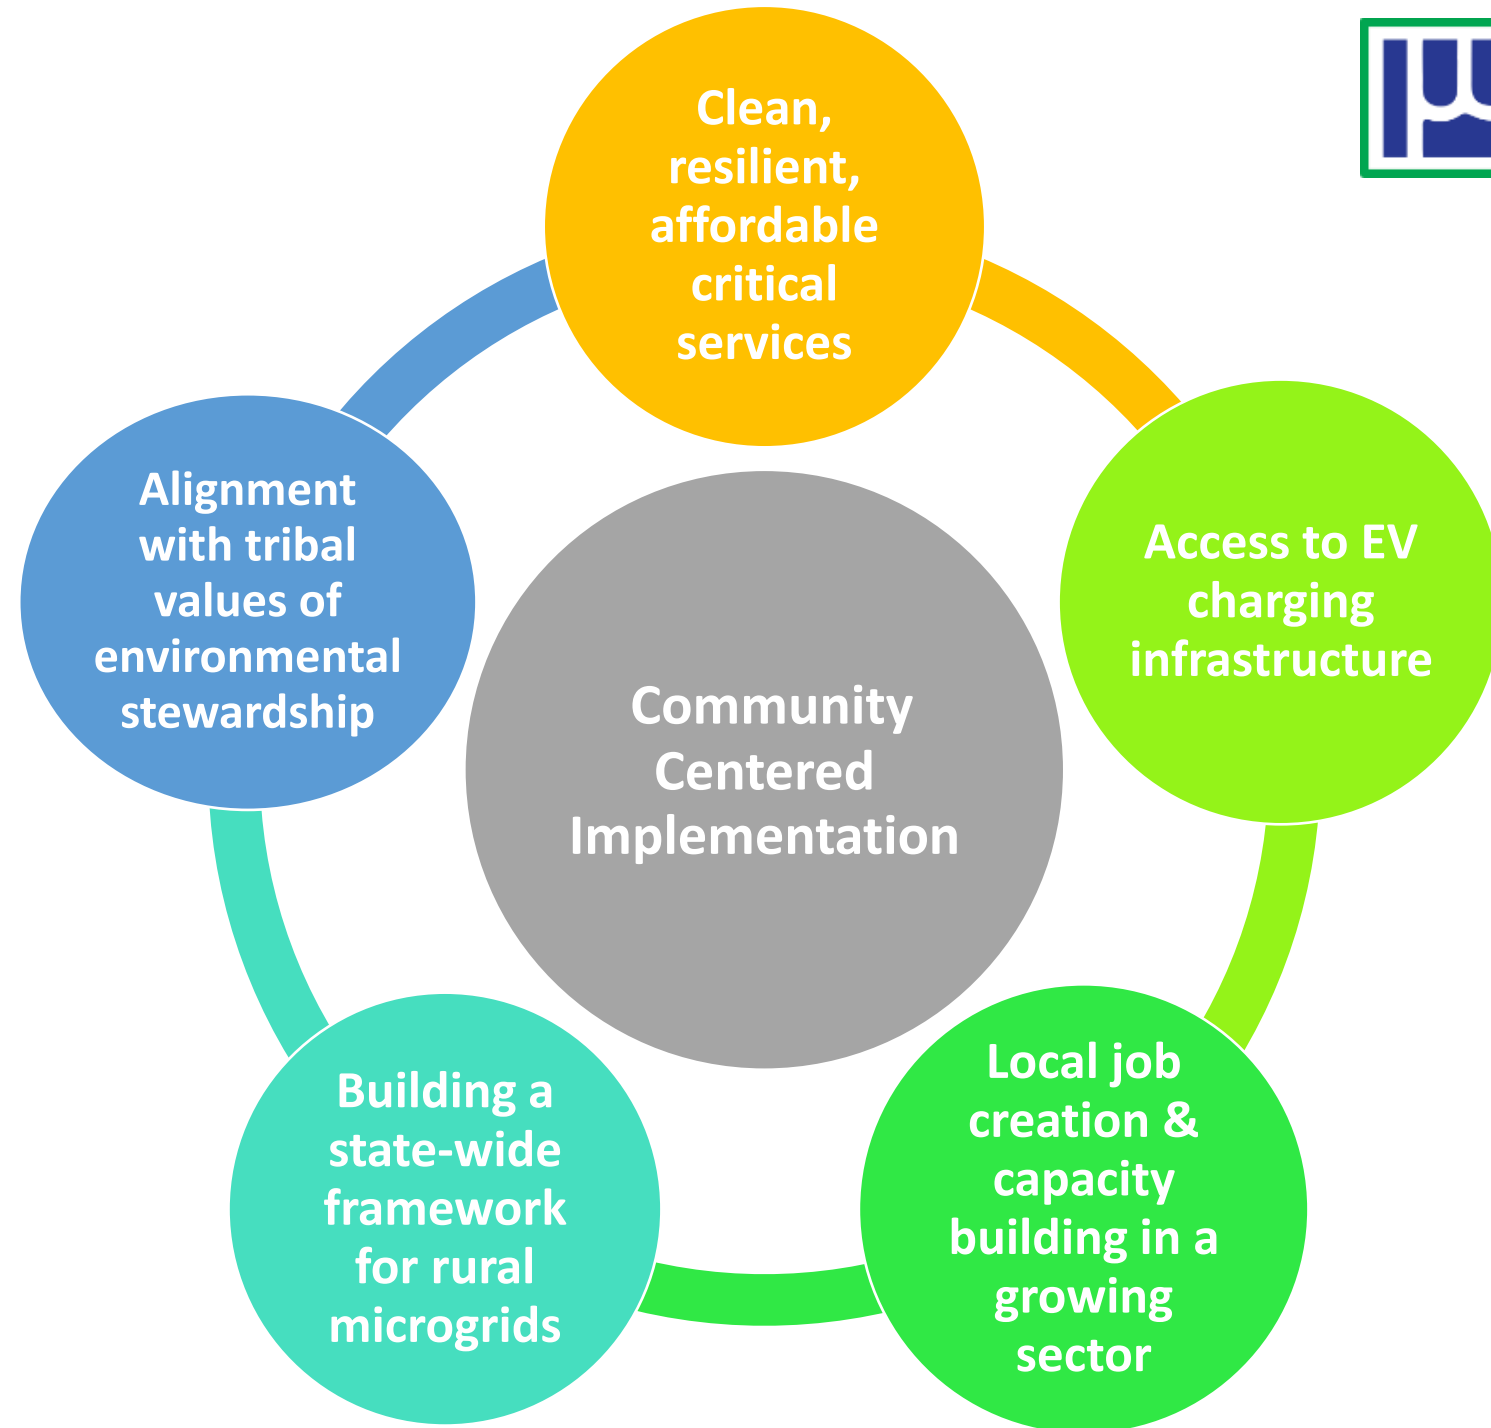 Clean,
resilient,
affordable
critical
services
Access to EV
charging
infrastructure
Local job
creation &
capacity
building in a
growing
sector
Building a
state-wide
framework
for rural
microgrids
Alignment
with tribal
values of
environmental
stewardship
Community
Centered
Implementation